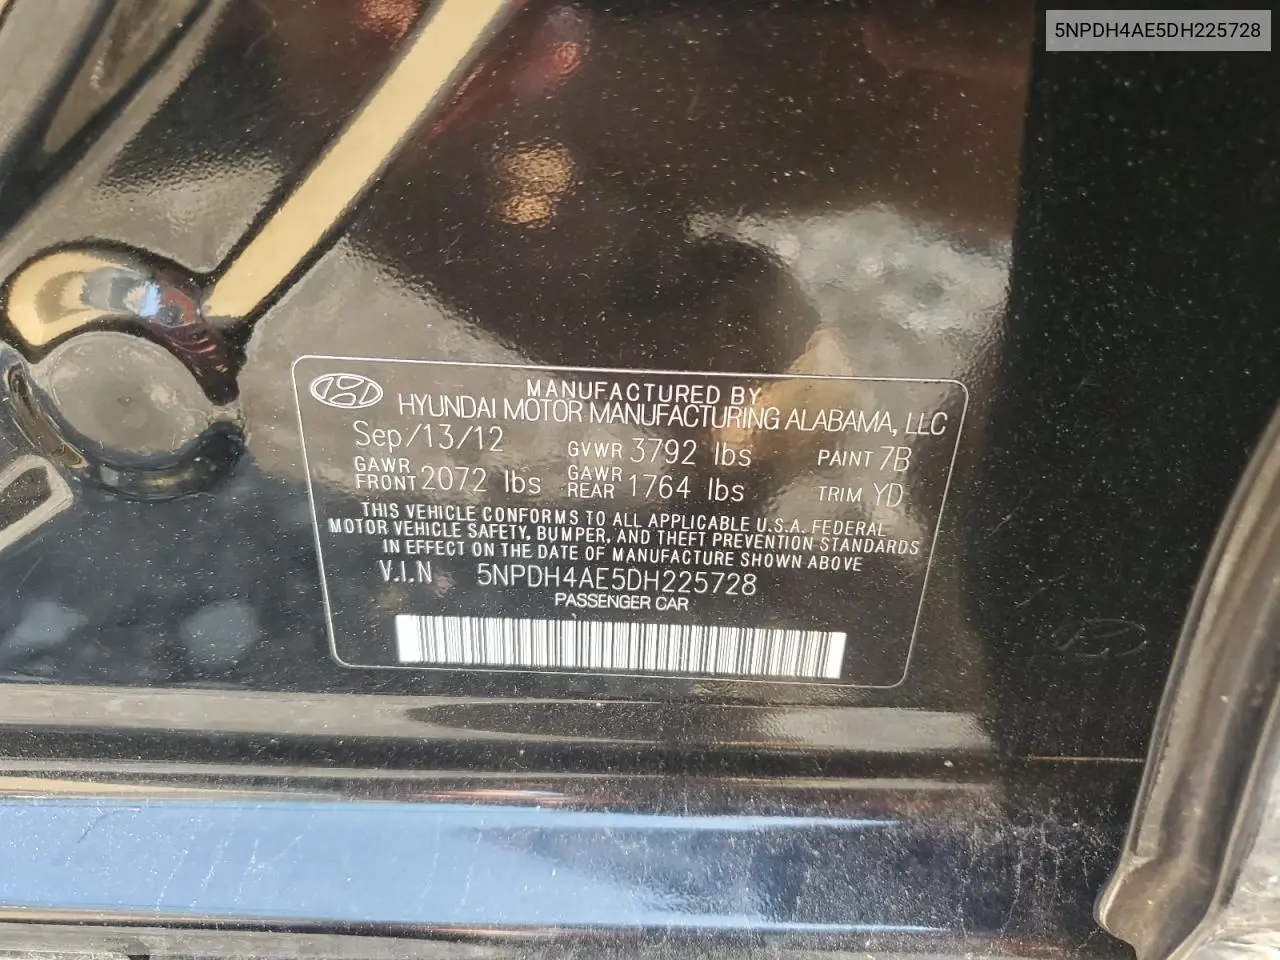 5NPDH4AE5DH225728
MANUFACTURED BY
HYUNDAI MOTOR MANUFACTURING ALABAMA, LLC
Sep/13/12 GVWR 3792 lbs PAINT 7B
GAWR FRONT 2072 lbs GAWR REAR 1764 lbs TRIM YD
THIS VEHICLE CONFORMS TO ALL APPLICABLE U.S.A. FEDERAL
MOTOR VEHICLE SAFETY, BUMPER, AND THEFT PREVENTION STANDARDS
IN EFFECT ON THE DATE OF MANUFACTURE SHOWN ABOVE
V.I.N 5NPDH4AE5DH225728
PASSENGER CAR